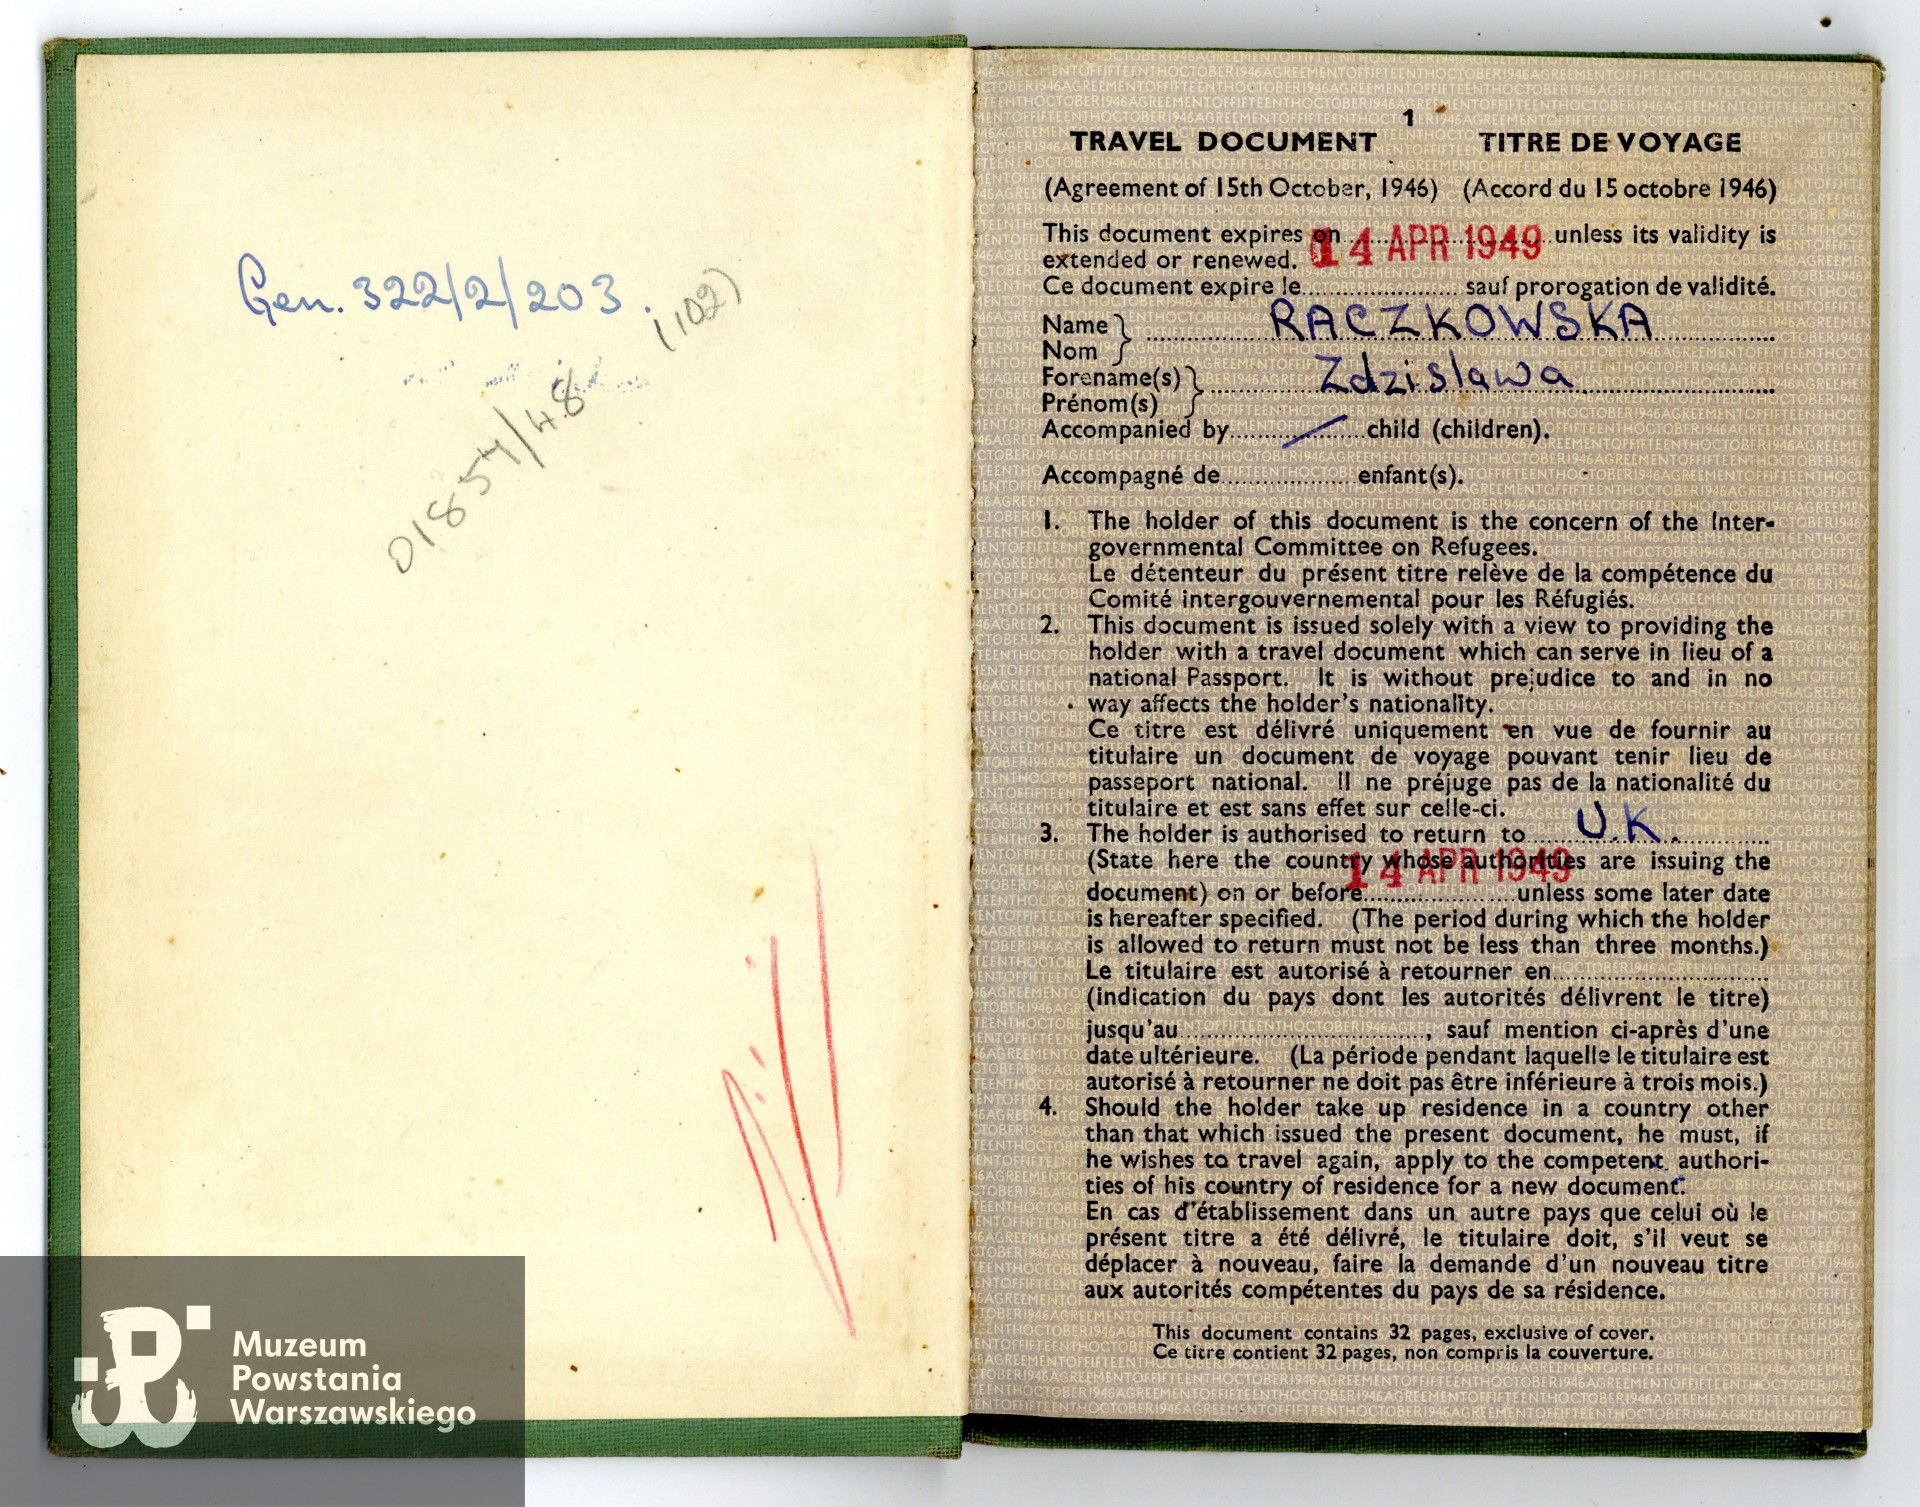 Gen. 322/2/203.
(102)
01854/48
Muzeum
Powstania
Warszawskiego
1
TRAVEL DOCUMENT TITRE DE VOYAGE
(Agreement of 15th October, 1946) (Accord du 15 octobre 1946)
This document expires on 14 APR 1949 unless its validity is
extended or renewed.
Ce document expire le.................... sauf prorogation de validité.
Name } RACZKOWSKA
Nom
Forename(s) } Zdzislawa
Prénom(s)
Accompanied by.......... child (children).
Accompagné de.................... enfant(s).
1. The holder of this document is the concern of the Inter-
governmental Committee on Refugees.
Le détenteur du présent titre relève de la compétence du
Comité intergouvernemental pour les Réfugiés.
2. This document is issued solely with a view to providing the
holder with a travel document which can serve in lieu of a
national Passport. It is without prejudice to and in no
way affects the holder's nationality.
Ce titre est délivré uniquement en vue de fournir au
titulaire un document de voyage pouvant tenir lieu de
passeport national. Il ne préjuge pas de la nationalité du
titulaire et est sans effet sur celle-ci.
3. The holder is authorised to return to U.K.
(State here the country whose authorities are issuing the
document) on or before 14 APR 1949 unless some later date
is hereafter specified. (The period during which the holder
is allowed to return must not be less than three months.)
Le titulaire est autorisé à retourner en....................
(indication du pays dont les autorités délivrent le titre)
jusqu'au...................., sauf mention ci-après d'une
date ultérieure. (La période pendant laquelle le titulaire est
autorisé à retourner ne doit pas être inférieure à trois mois.)
4. Should the holder take up residence in a country other
than that which issued the present document, he must, if
he wishes to travel again, apply to the competent authori-
ties of his country of residence for a new document.
En cas d'établissement dans un autre pays que celui où le
présent titre a été délivré, le titulaire doit, s'il veut se
déplacer à nouveau, faire la demande d'un nouveau titre
aux autorités compétentes du pays de sa résidence.
This document contains 32 pages, exclusive of cover.
Ce titre contient 32 pages, non compris la couverture.